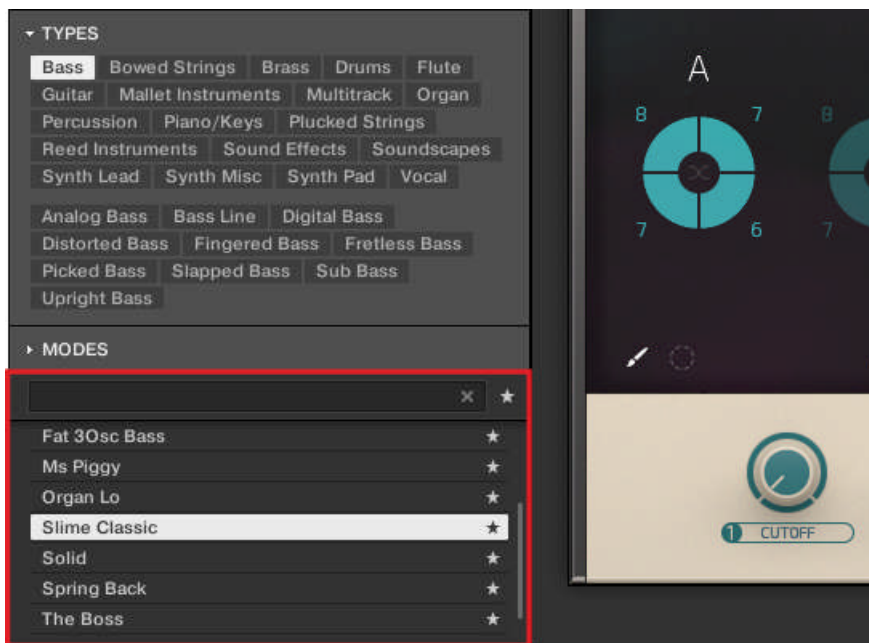 TYPES
Bass Bowed Strings Brass Drums Flute
Guitar Mallet Instruments Multitrack Organ
Percussion Piano/Keys Plucked Strings
Reed Instruments Sound Effects Soundscapes
Synth Lead Synth Misc Synth Pad Vocal
Analog Bass Bass Line Digital Bass
Distorted Bass Fingered Bass Fretless Bass
Picked Bass Slapped Bass Sub Bass
Upright Bass
MODES
Fat 3Osc Bass
Ms Piggy
Organ Lo
Slime Classic
Solid
Spring Back
The Boss
A
8 7 8
7 6 7
1 CUTOFF